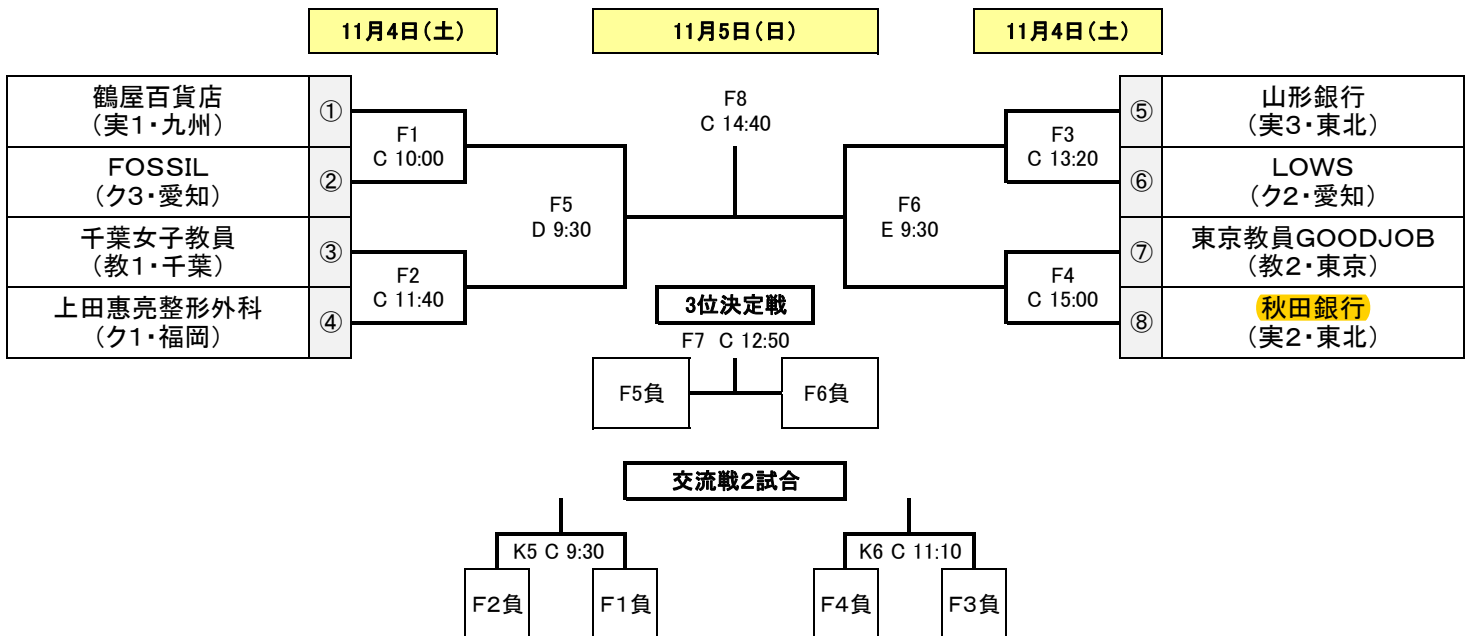 11月4日(土)
11月5日(日)
11月4日(土)
鶴屋百貨店
(実1・九州)
①
FOSSIL
(ク3・愛知)
②
千葉女子教員
(教1・千葉)
③
上田惠亮整形外科
(ク1・福岡)
④
F1
C 10:00
F2
C 11:40
F5
D 9:30
F8
C 14:40
F6
E 9:30
F3
C 13:20
F4
C 15:00
⑤
山形銀行
(実3・東北)
⑥
LOWS
(ク2・愛知)
⑦
東京教員GOODJOB
(教2・東京)
⑧
秋田銀行
(実2・東北)
3位決定戦
F7 C 12:50
F5負
F6負
交流戦2試合
K5 C 9:30
F2負
F1負
K6 C 11:10
F4負
F3負